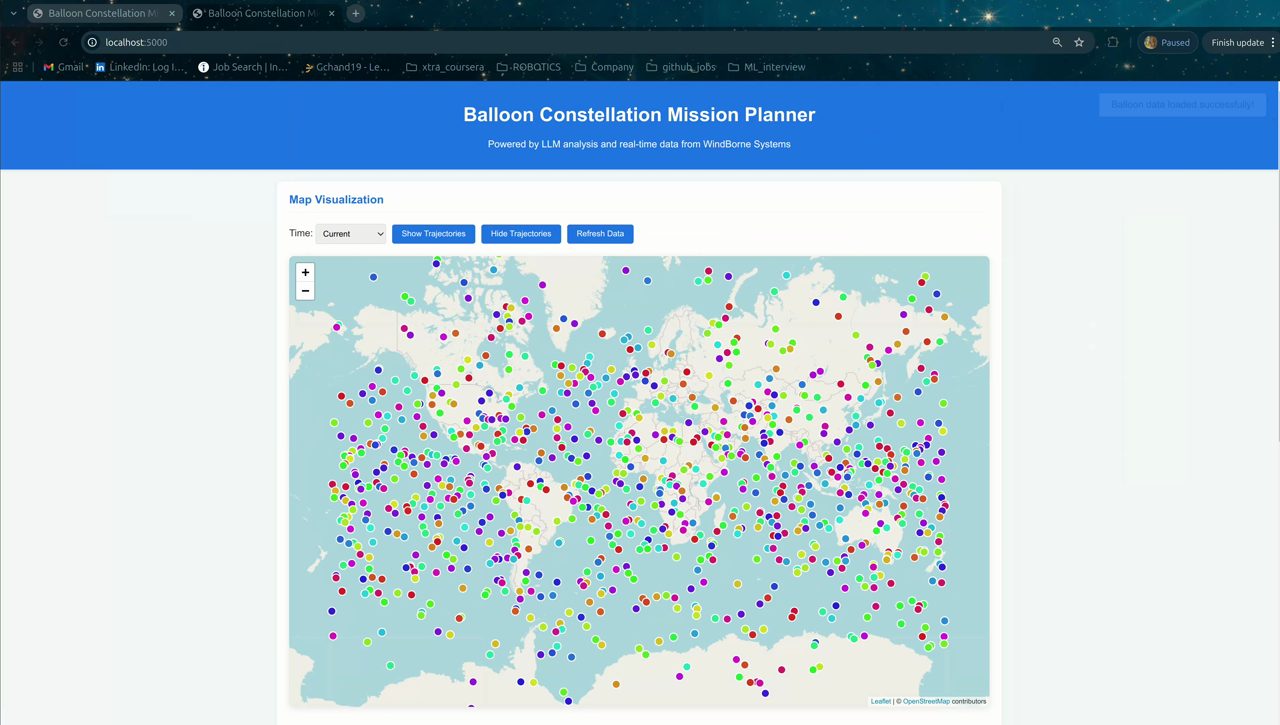 Balloon Constellation Mi
Balloon Constellation M
localhost:5000
Paused
Finish update
Gmail
LinkedIn: Log I...
Job Search | In...
Gchand19 - Le...
xtra_coursera
ROBOTICS
Company
github_jobs
ML_interview
Balloon Constellation Mission Planner
Balloon data loaded successfully!
Powered by LLM analysis and real-time data from WindBorne Systems
Map Visualization
Time: Current Show Trajectories Hide Trajectories Refresh Data
+
−
Leaflet | © OpenStreetMap contributors